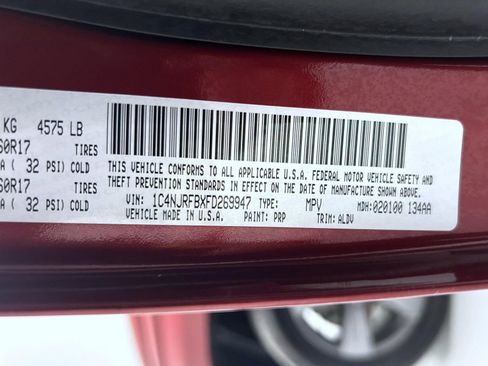 KG 4575 LB
60R17 TIRES
A ( 32 PSI) COLD
60R17 TIRES
A ( 32 PSI) COLD
THIS VEHICLE CONFORMS TO ALL APPLICABLE U.S.A. FEDERAL MOTOR VEHICLE SAFETY AND
THEFT PREVENTION STANDARDS IN EFFECT ON THE DATE OF MANUFACTURE SHOWN ABOVE.
VIN: 1C4NJRFBXFD269947 TYPE: MPV MDH: 020100 134AA
VEHICLE MADE IN U.S.A. PAINT: PRP TRIM: ALDV